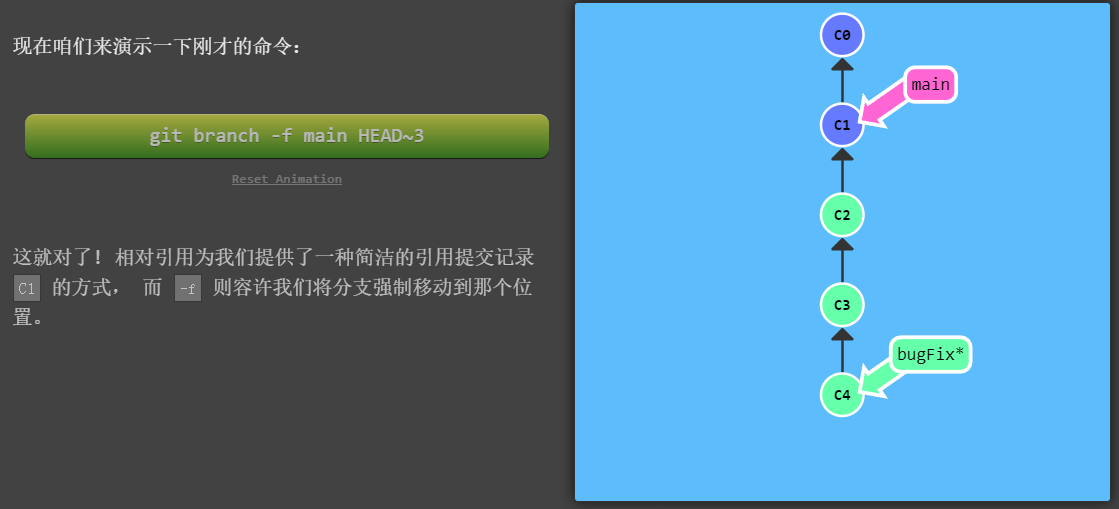 现在咱们来演示一下刚才的命令：
git branch -f main HEAD~3
Reset Animation
这就对了！相对引用为我们提供了一种简洁的引用提交记录
C1 的方式， 而 -f 则容许我们将分支强制移动到那个位
置。
C0
main
C1
C2
C3
bugFix*
C4